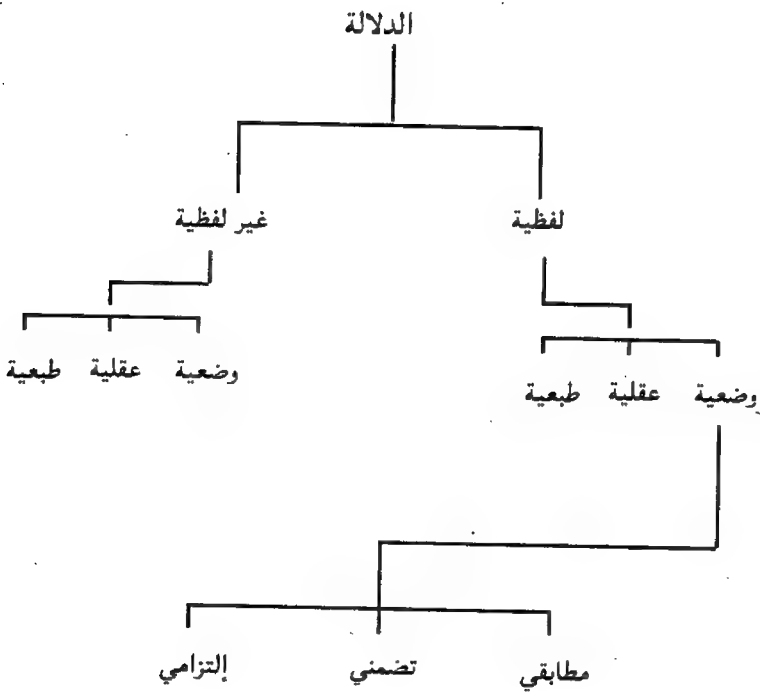 الدلالة
لفظية غير لفظية
وضعية عقلية طبعية
وضعية عقلية طبعية
مطابقي تضمني إلتزامي